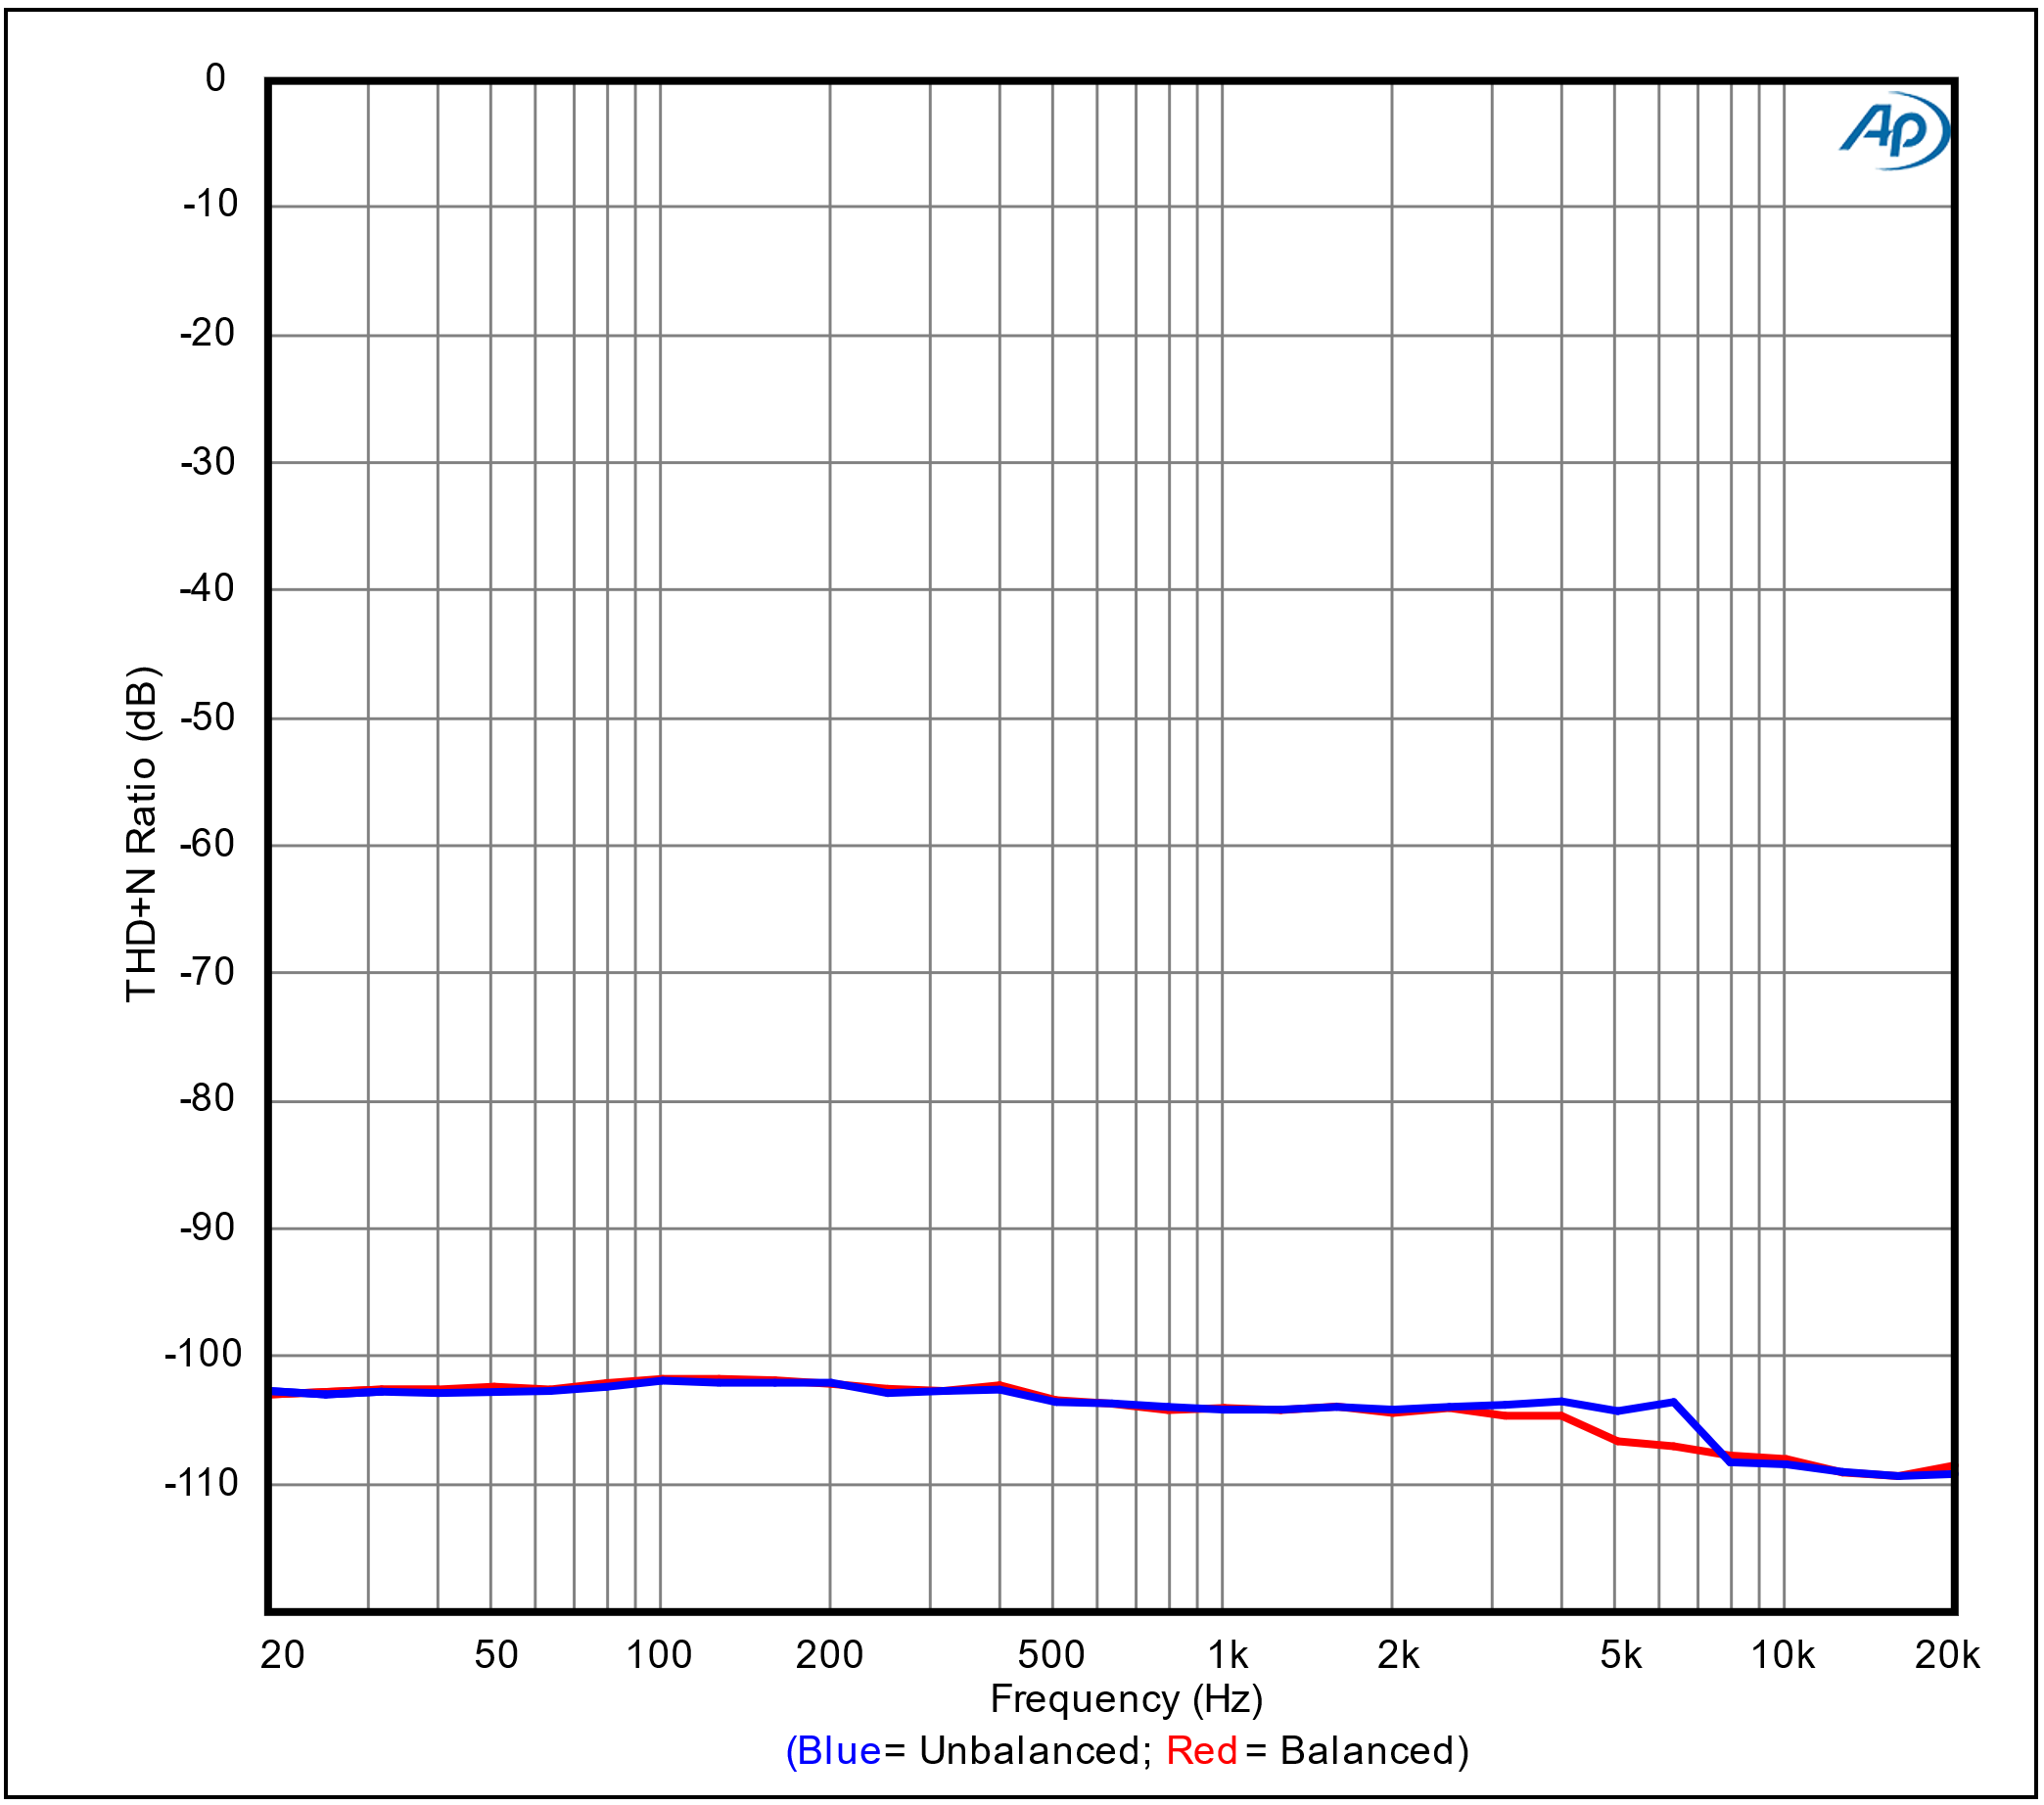 0
AP
-10
-20
-30
-40
-50
-60
-70
-80
-90
-100
-110
THD+N Ratio (dB)
20 50 100 200 500 1k 2k 5k 10k 20k
Frequency (Hz)
(Blue= Unbalanced; Red= Balanced)